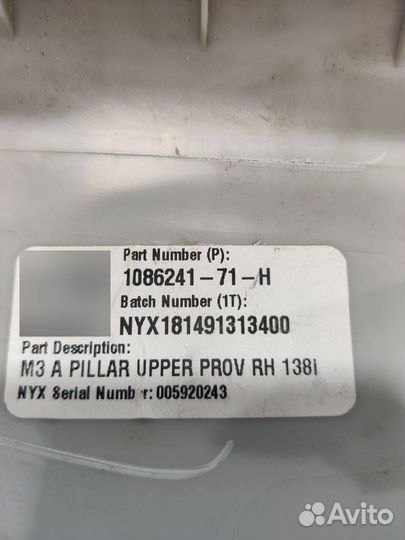 Part Number (P):
1086241-71-H
Batch Number (1T):
NYX181491313400
Part Description:
M3 A PILLAR UPPER PROV RH 138I
NYX Serial Number: 005920243
Avito